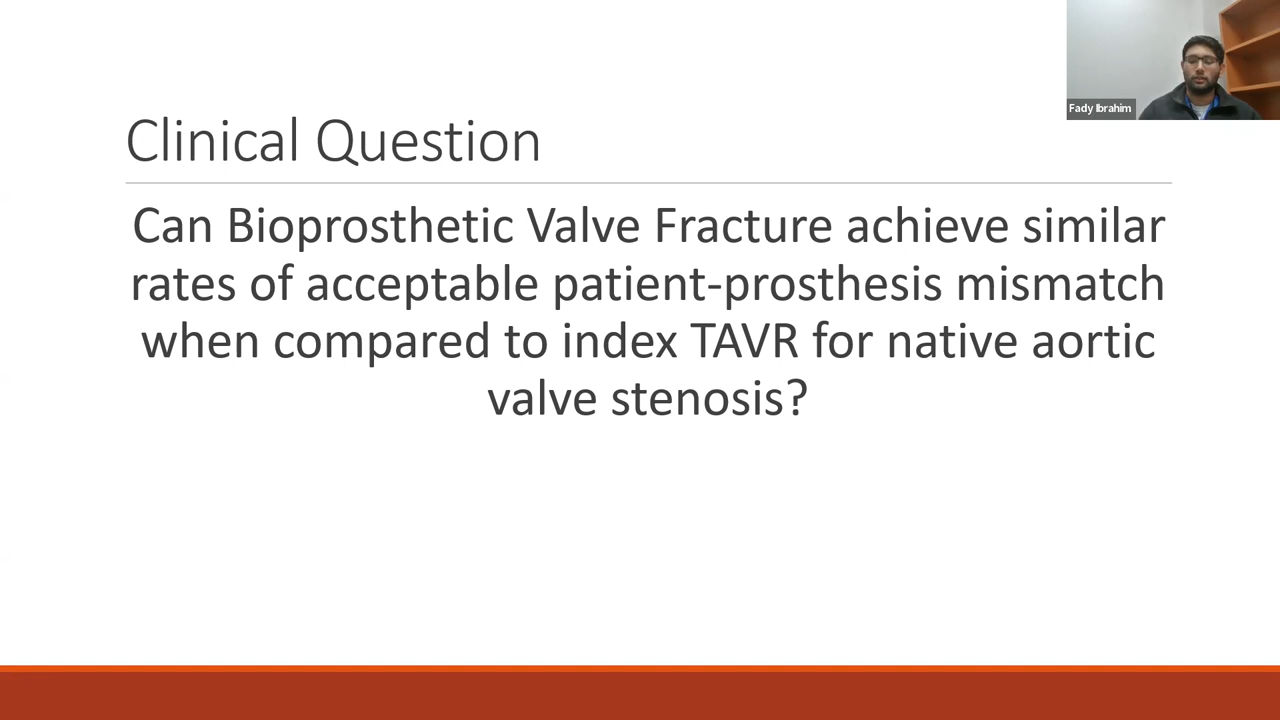 Fady Ibrahim
Clinical Question
Can Bioprosthetic Valve Fracture achieve similar
rates of acceptable patient-prosthesis mismatch
when compared to index TAVR for native aortic
valve stenosis?